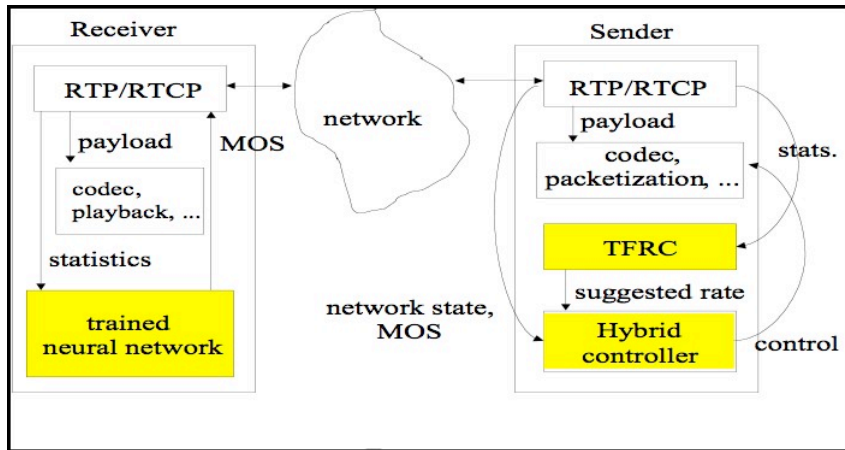 Receiver
RTP/RTCP
payload
MOS
codec,
playback, ...
statistics
trained
neural network
network
Sender
RTP/RTCP
payload
stats.
codec,
packetization, ...
TFRC
suggested rate
network state,
MOS
Hybrid
controller
control